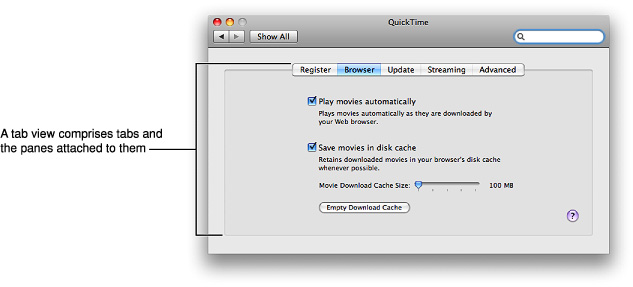 QuickTime
Show All
Register Browser Update Streaming Advanced
Play movies automatically
Plays movies automatically as they are downloaded by
your Web browser.
A tab view comprises tabs and
the panes attached to them
Save movies in disk cache
Retains downloaded movies in your browser's disk cache
whenever possible.
Movie Download Cache Size: 100 MB
Empty Download Cache
?